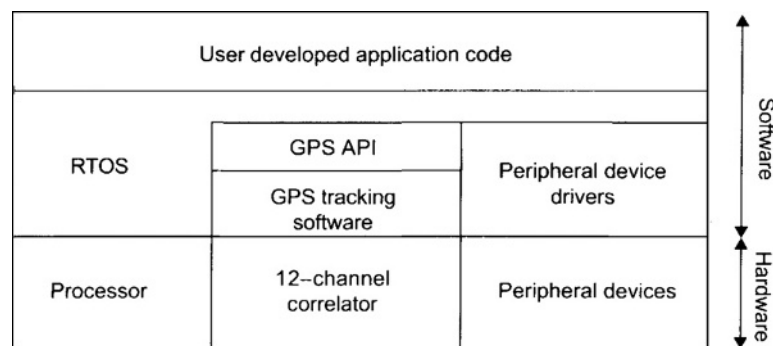 User developed application code
RTOS
GPS API
GPS tracking
software
Peripheral device
drivers
Software
Processor
12--channel
correlator
Peripheral devices
Hardware